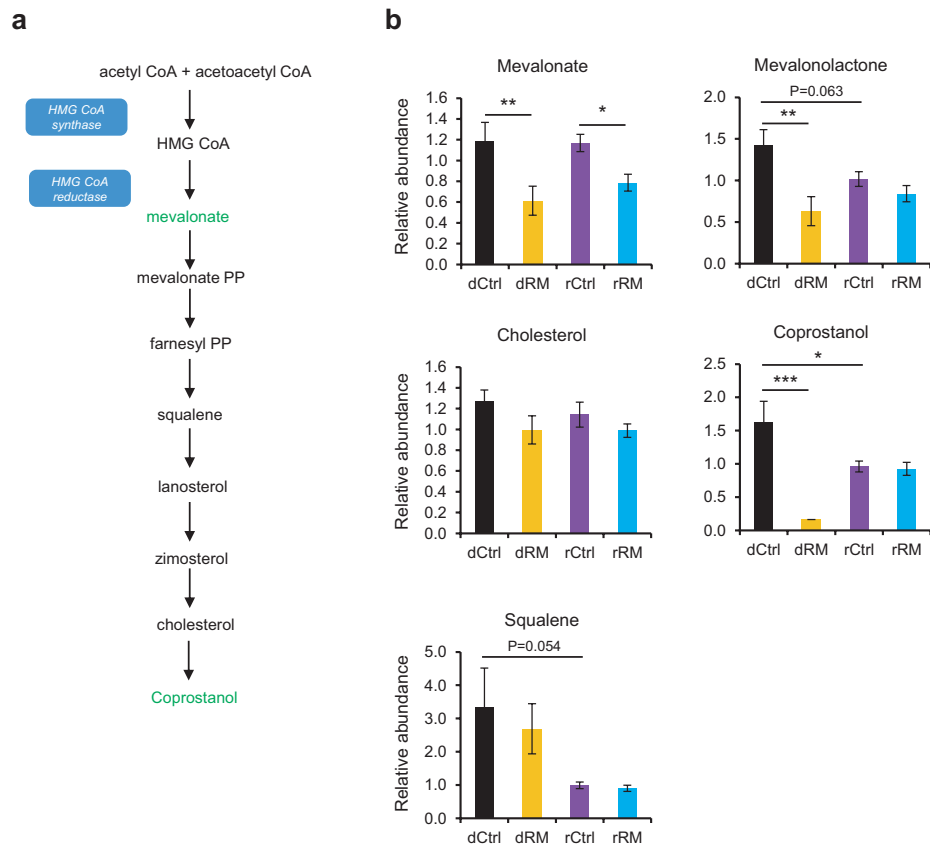 a
acetyl CoA + acetoacetyl CoA
HMG CoA
synthase
HMG CoA
HMG CoA
reductase
mevalonate
mevalonate PP
farnesyl PP
squalene
lanosterol
zimosterol
cholesterol
Coprostanol
b
Mevalonate
Relative abundance
1.6
1.4
1.2
1.0
0.8
0.6
0.4
0.2
0.0
**
*
dCtrl dRM rCtrl rRM
Mevalonolactone
P=0.063
**
2.0
1.5
1.0
0.5
0.0
dCtrl dRM rCtrl rRM
Cholesterol
Relative abundance
1.6
1.4
1.2
1.0
0.8
0.6
0.4
0.2
0.0
dCtrl dRM rCtrl rRM
Coprostanol
*
***
2.5
2.0
1.5
1.0
0.5
0.0
dCtrl dRM rCtrl rRM
Squalene
P=0.054
Relative abundance
5.0
4.0
3.0
2.0
1.0
0.0
dCtrl dRM rCtrl rRM